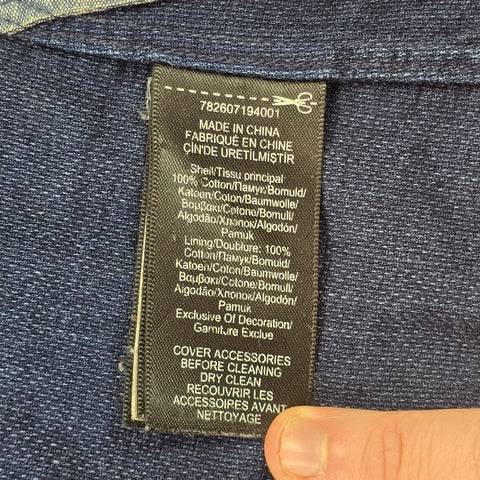 782607194001
MADE IN CHINA
FABRIQUÉ EN CHINE
ÇİN'DE ÜRETİLMİŞTİR
Shell/Tissu principal:
100% Cotton/Памук/Bomuld/
Katoen/Coton/Baumwolle/
Βαμβάκι/Cotone/Bomull/
Algodão/Хлопок/Algodón/
Pamuk
Lining/Doublure: 100%
Cotton/Памук/Bomuld/
Katoen/Coton/Baumwolle/
Βαμβάκι/Cotone/Bomull/
Algodão/Хлопок/Algodón/
Pamuk
Exclusive Of Decoration/
Garniture Exclue
COVER ACCESSORIES
BEFORE CLEANING
DRY CLEAN
RECOUVRIR LES
ACCESSOIRES AVANT
NETTOYAGE